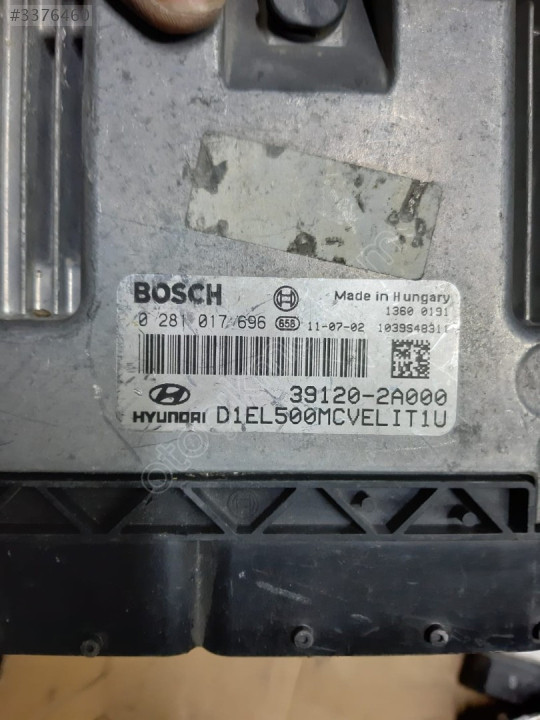 #3376460
BOSCH
Made in Hungary
1360 0191
0 281 017 696 658 11-07-02 1039S48311
39120-2A000
HYUNDAI D1EL500MCVELIT1U